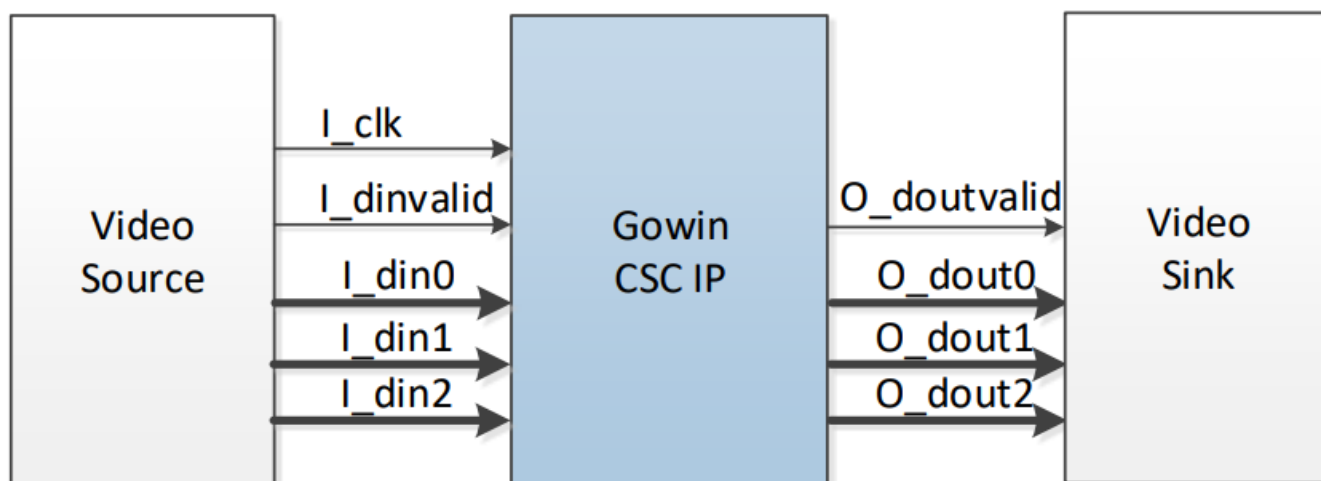 I_clk
I_dinvalid
O_doutvalid
Video
Source
Gowin
CSC IP
Video
Sink
I_din0
O_dout0
I_din1
O_dout1
I_din2
O_dout2